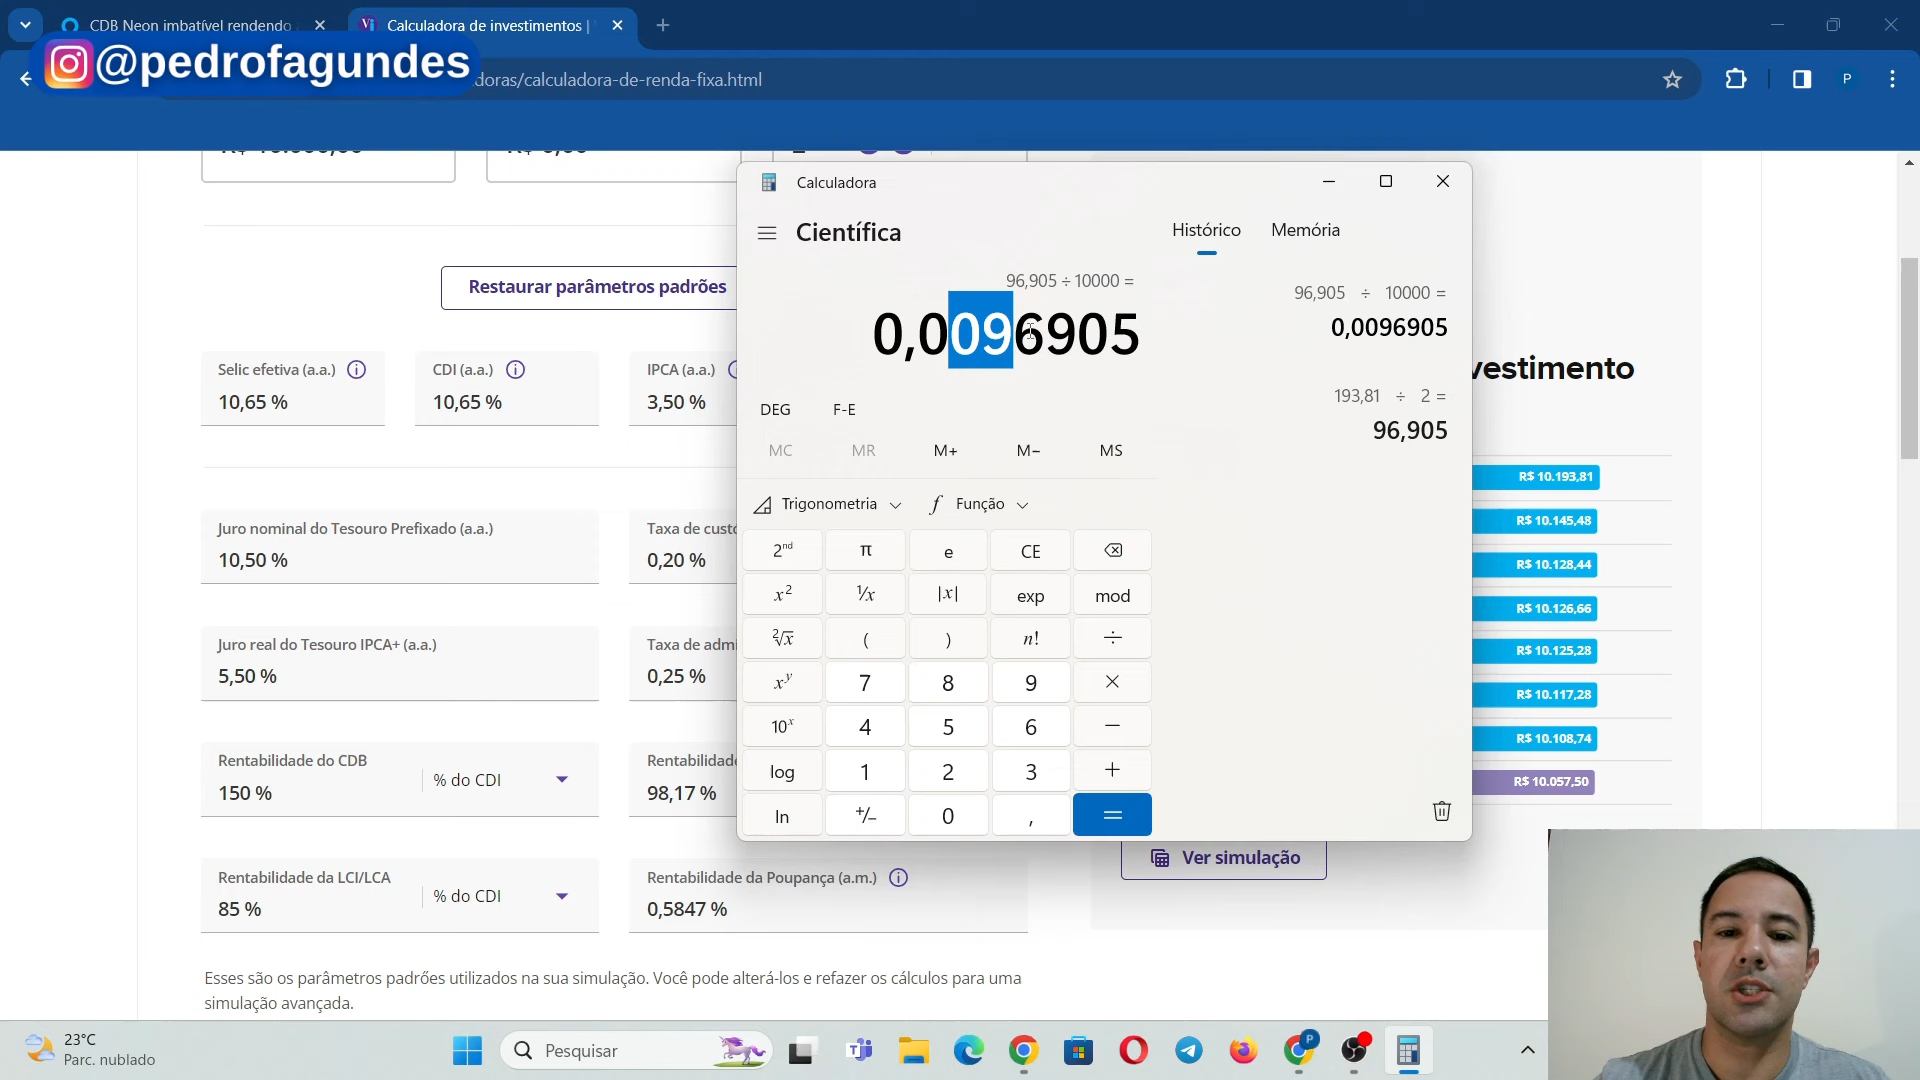 CDB Neon imbatível rendendo
Calculadora de investimentos |
@pedrofagundes
doras/calculadora-de-renda-fixa.html
P
Restaurar parâmetros padrões
Selic efetiva (a.a.)
10,65 %
CDI (a.a.)
10,65 %
IPCA (a.a.)
3,50 %
Juro nominal do Tesouro Prefixado (a.a.)
10,50 %
Taxa de custó
0,20 %
Juro real do Tesouro IPCA+ (a.a.)
5,50 %
Taxa de admi
0,25 %
Rentabilidade do CDB
150 %
% do CDI
Rentabilidade
98,17 %
Rentabilidade da LCI/LCA
85 %
% do CDI
Rentabilidade da Poupança (a.m.)
0,5847 %
Esses são os parâmetros padrões utilizados na sua simulação. Você pode alterá-los e refazer os cálculos para uma
simulação avançada.
Calculadora
Científica
Histórico
Memória
96,905 ÷ 10000 =
0,0096905
96,905 ÷ 10000 =
0,0096905
193,81 ÷ 2 =
96,905
DEG
F-E
MC
MR
M+
M−
MS
Trigonometria
f
Função
2nd
π
e
CE
x2
1/x
|x|
exp
mod
2√x
(
)
n!
÷
xy
7
8
9
×
10x
4
5
6
−
log
1
2
3
+
ln
+/−
0
,
=
vestimento
R$ 10.193,81
R$ 10.145,48
R$ 10.128,44
R$ 10.126,66
R$ 10.125,28
R$ 10.117,28
R$ 10.108,74
R$ 10.057,50
Ver simulação
23°C
Parc. nublado
Pesquisar
P